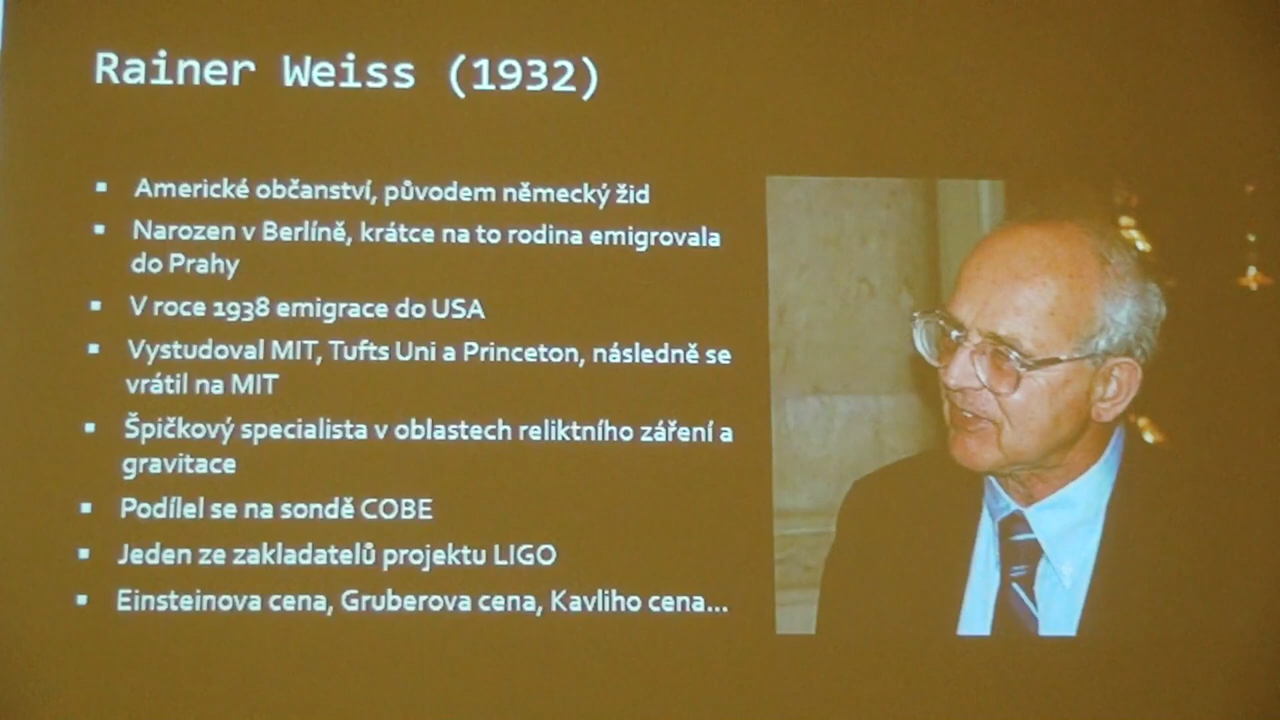 Rainer Weiss (1932)
▪ Americké občanství, původem německý žid
▪ Narozen v Berlíně, krátce na to rodina emigrovala
do Prahy
▪ V roce 1938 emigrace do USA
▪ Vystudoval MIT, Tufts Uni a Princeton, následně se
vrátil na MIT
▪ Špičkový specialista v oblastech reliktního záření a
gravitace
▪ Podílel se na sondě COBE
▪ Jeden ze zakladatelů projektu LIGO
▪ Einsteinova cena, Gruberova cena, Kavliho cena...